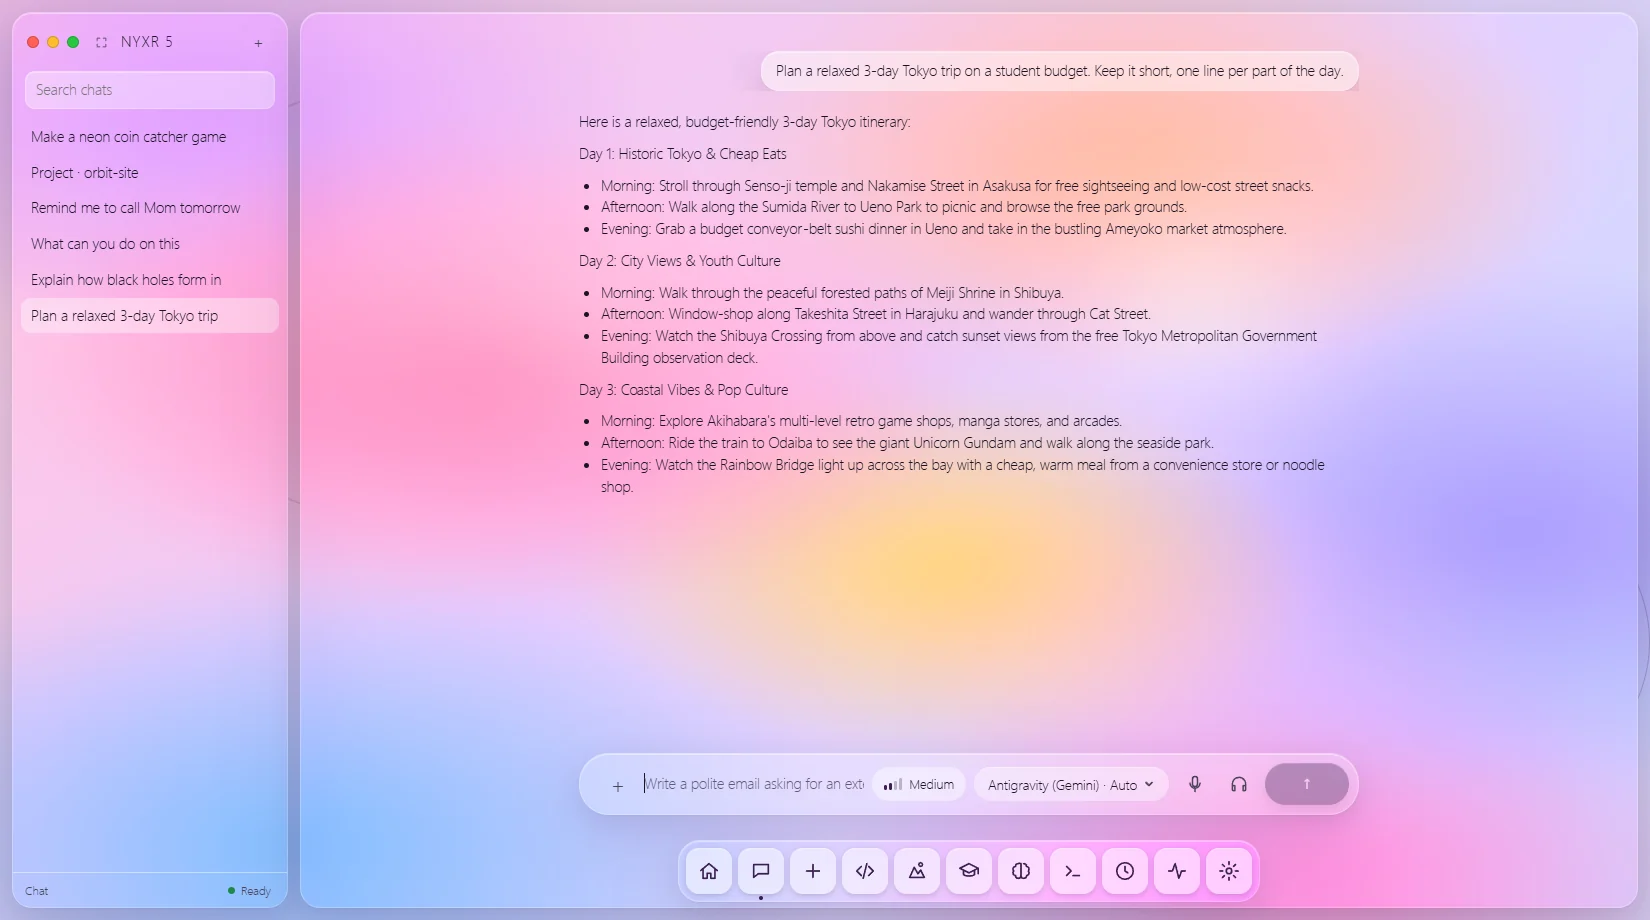 NYXR 5
+
Search chats
Make a neon coin catcher game
Project · orbit-site
Remind me to call Mom tomorrow
What can you do on this
Explain how black holes form in
Plan a relaxed 3-day Tokyo trip
Chat
Ready
Plan a relaxed 3-day Tokyo trip on a student budget. Keep it short, one line per part of the day.
Here is a relaxed, budget-friendly 3-day Tokyo itinerary:
Day 1: Historic Tokyo & Cheap Eats
• Morning: Stroll through Senso-ji temple and Nakamise Street in Asakusa for free sightseeing and low-cost street snacks.
• Afternoon: Walk along the Sumida River to Ueno Park to picnic and browse the free park grounds.
• Evening: Grab a budget conveyor-belt sushi dinner in Ueno and take in the bustling Ameyoko market atmosphere.
Day 2: City Views & Youth Culture
• Morning: Walk through the peaceful forested paths of Meiji Shrine in Shibuya.
• Afternoon: Window-shop along Takeshita Street in Harajuku and wander through Cat Street.
• Evening: Watch the Shibuya Crossing from above and catch sunset views from the free Tokyo Metropolitan Government
Building observation deck.
Day 3: Coastal Vibes & Pop Culture
• Morning: Explore Akihabara's multi-level retro game shops, manga stores, and arcades.
• Afternoon: Ride the train to Odaiba to see the giant Unicorn Gundam and walk along the seaside park.
• Evening: Watch the Rainbow Bridge light up across the bay with a cheap, warm meal from a convenience store or noodle
shop.
+ Write a polite email asking for an exte Medium Antigravity (Gemini) · Auto ↑